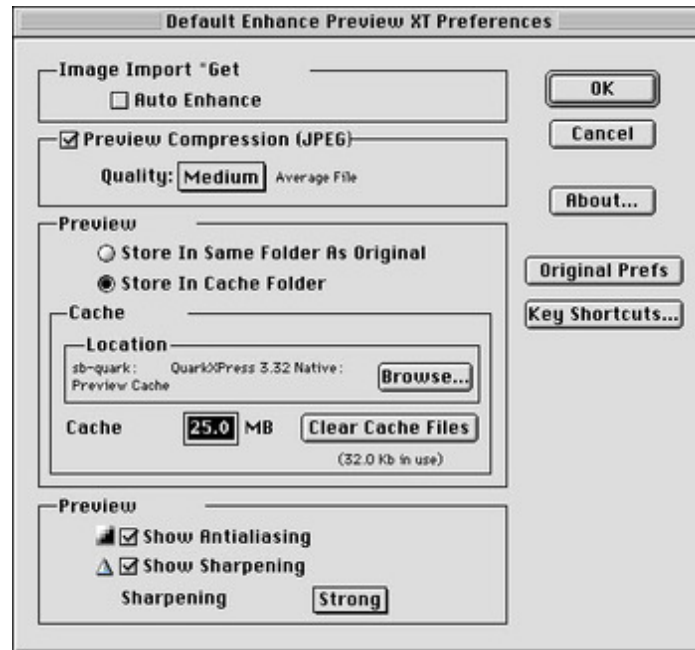 Default Enhance Preview XT Preferences
Image Import "Get
Auto Enhance
OK
Cancel
Preview Compression (JPEG)
Quality: Medium Average File
About...
Preview
Store In Same Folder As Original
Store In Cache Folder
Original Prefs
Key Shortcuts...
Cache
Location
sb-quark: QuarkXPress 3.32 Native:
Preview Cache
Browse...
Cache 25.0 MB Clear Cache Files
(32.0 Kb in use)
Preview
Show Antialiasing
Show Sharpening
Sharpening Strong